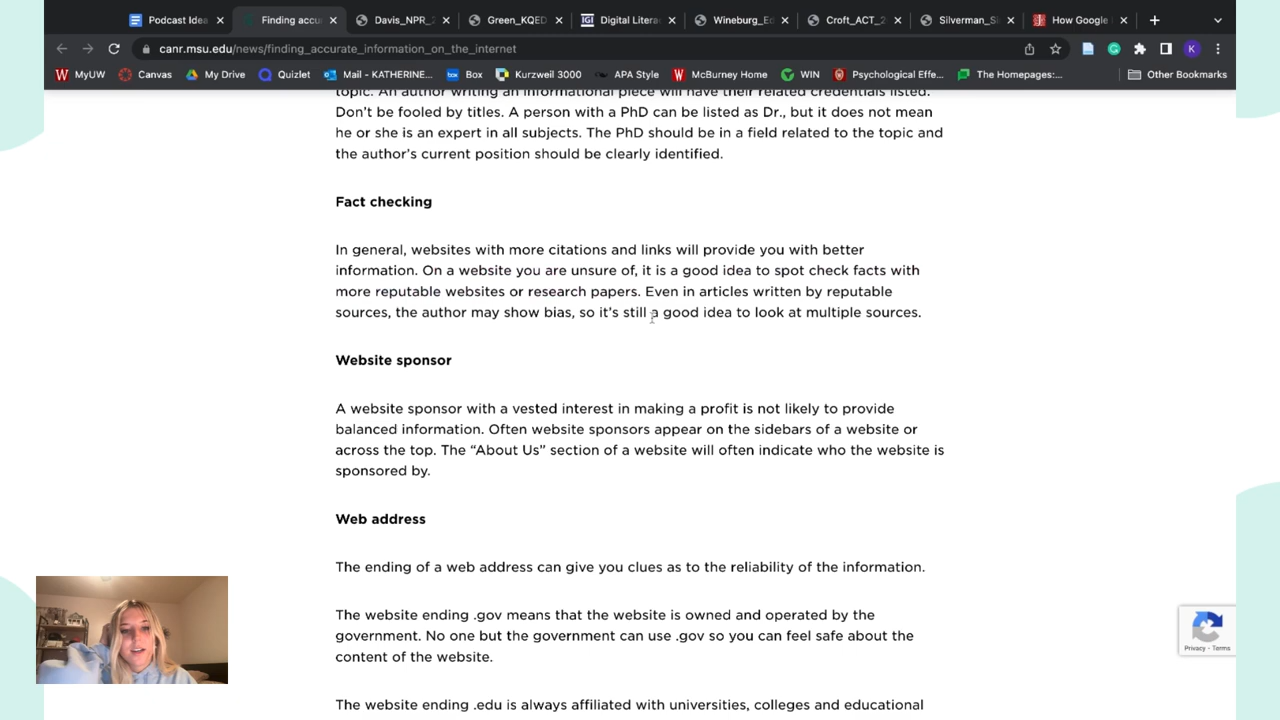 Podcast Idea
Finding accu
Davis_NPR_2
Green_KQED
IGI Digital Litera
Wineburg_Ed
Croft_ACT_2
Silverman_S
How Google
canr.msu.edu/news/finding_accurate_information_on_the_internet
K
MyUW
Canvas
My Drive
Quizlet
Mail - KATHERINE...
box Box
Kurzweil 3000
APA Style
McBurney Home
WIN
Psychological Effe...
The Homepages:...
Other Bookmarks
topic. An author writing an informational piece will have their related credentials listed.
Don't be fooled by titles. A person with a PhD can be listed as Dr., but it does not mean
he or she is an expert in all subjects. The PhD should be in a field related to the topic and
the author's current position should be clearly identified.
Fact checking
In general, websites with more citations and links will provide you with better
information. On a website you are unsure of, it is a good idea to spot check facts with
more reputable websites or research papers. Even in articles written by reputable
sources, the author may show bias, so it's still a good idea to look at multiple sources.
Website sponsor
A website sponsor with a vested interest in making a profit is not likely to provide
balanced information. Often website sponsors appear on the sidebars of a website or
across the top. The “About Us” section of a website will often indicate who the website is
sponsored by.
Web address
The ending of a web address can give you clues as to the reliability of the information.
The website ending .gov means that the website is owned and operated by the
government. No one but the government can use .gov so you can feel safe about the
content of the website.
The website ending .edu is always affiliated with universities, colleges and educational
Privacy - Terms